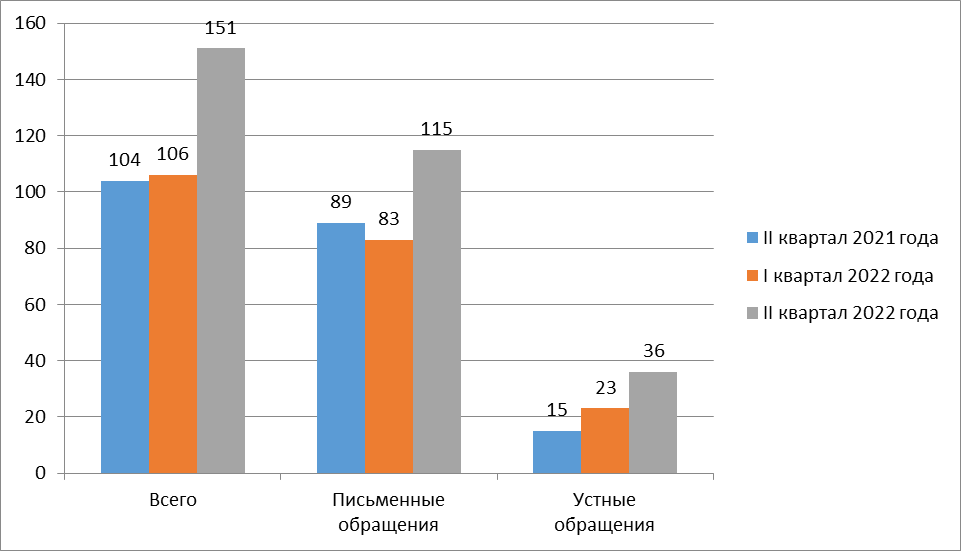 160
140
120
100
80
60
40
20
0
104
106
151
89
83
115
15
23
36
Всего
Письменные
обращения
Устные
обращения
II квартал 2021 года
I квартал 2022 года
II квартал 2022 года